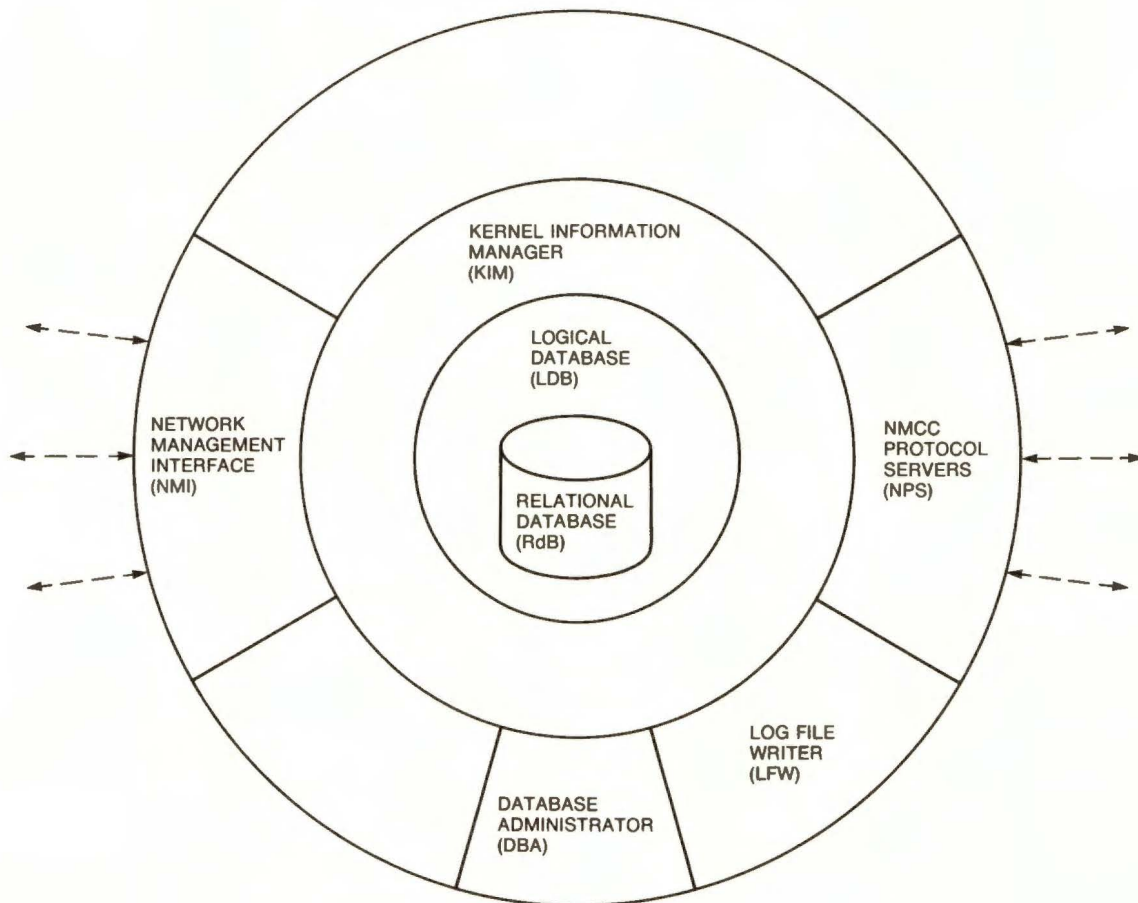 KERNEL INFORMATION
MANAGER
(KIM)
LOGICAL
DATABASE
(LDB)
NETWORK
MANAGEMENT
INTERFACE
(NMI)
NMCC
PROTOCOL
SERVERS
(NPS)
RELATIONAL
DATABASE
(RdB)
LOG FILE
WRITER
(LFW)
DATABASE
ADMINISTRATOR
(DBA)